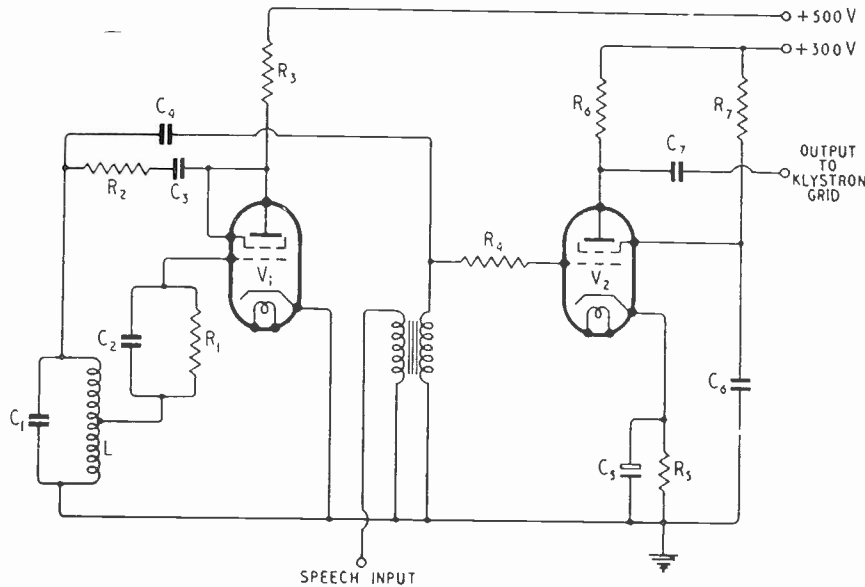 +500 V
+300 V
R3
R6
R7
C4
C7
OUTPUT
TO
KLYSTRON
GRID
R2
C3
R4
V1
V2
C2
R1
C1
L
C6
C5
R5
SPEECH INPUT